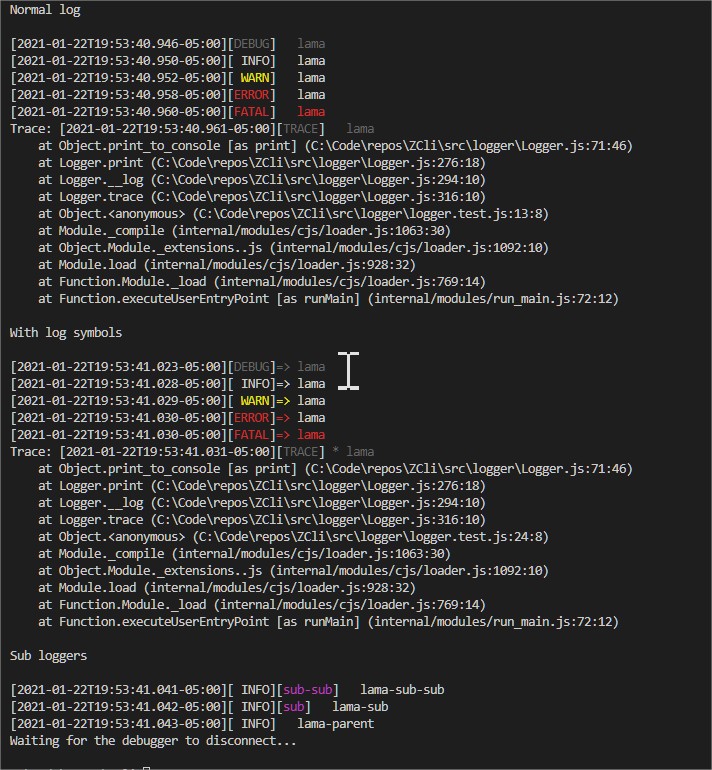 Normal log
[2021-01-22T19:53:40.946-05:00][DEBUG]   lama
[2021-01-22T19:53:40.950-05:00][ INFO]   lama
[2021-01-22T19:53:40.952-05:00][ WARN]   lama
[2021-01-22T19:53:40.958-05:00][ERROR]   lama
[2021-01-22T19:53:40.960-05:00][FATAL]   lama
Trace: [2021-01-22T19:53:40.961-05:00][TRACE]   lama
    at Object.print_to_console [as print] (C:\Code\repos\ZCli\src\logger\Logger.js:71:46)
    at Logger.print (C:\Code\repos\ZCli\src\logger\Logger.js:276:18)
    at Logger.__log (C:\Code\repos\ZCli\src\logger\Logger.js:294:10)
    at Logger.trace (C:\Code\repos\ZCli\src\logger\Logger.js:316:10)
    at Object.<anonymous> (C:\Code\repos\ZCli\src\logger\logger.test.js:13:8)
    at Module._compile (internal/modules/cjs/loader.js:1063:30)
    at Object.Module._extensions..js (internal/modules/cjs/loader.js:1092:10)
    at Module.load (internal/modules/cjs/loader.js:928:32)
    at Function.Module._load (internal/modules/cjs/loader.js:769:14)
    at Function.executeUserEntryPoint [as runMain] (internal/modules/run_main.js:72:12)
With log symbols
[2021-01-22T19:53:41.023-05:00][DEBUG]=> lama
[2021-01-22T19:53:41.028-05:00][ INFO]=> lama
[2021-01-22T19:53:41.029-05:00][ WARN]=> lama
[2021-01-22T19:53:41.030-05:00][ERROR]=> lama
[2021-01-22T19:53:41.030-05:00][FATAL]=> lama
Trace: [2021-01-22T19:53:41.031-05:00][TRACE] * lama
    at Object.print_to_console [as print] (C:\Code\repos\ZCli\src\logger\Logger.js:71:46)
    at Logger.print (C:\Code\repos\ZCli\src\logger\Logger.js:276:18)
    at Logger.__log (C:\Code\repos\ZCli\src\logger\Logger.js:294:10)
    at Logger.trace (C:\Code\repos\ZCli\src\logger\Logger.js:316:10)
    at Object.<anonymous> (C:\Code\repos\ZCli\src\logger\logger.test.js:24:8)
    at Module._compile (internal/modules/cjs/loader.js:1063:30)
    at Object.Module._extensions..js (internal/modules/cjs/loader.js:1092:10)
    at Module.load (internal/modules/cjs/loader.js:928:32)
    at Function.Module._load (internal/modules/cjs/loader.js:769:14)
    at Function.executeUserEntryPoint [as runMain] (internal/modules/run_main.js:72:12)
Sub loggers
[2021-01-22T19:53:41.041-05:00][ INFO][sub-sub]   lama-sub-sub
[2021-01-22T19:53:41.042-05:00][ INFO][sub]   lama-sub
[2021-01-22T19:53:41.043-05:00][ INFO]   lama-parent
Waiting for the debugger to disconnect...